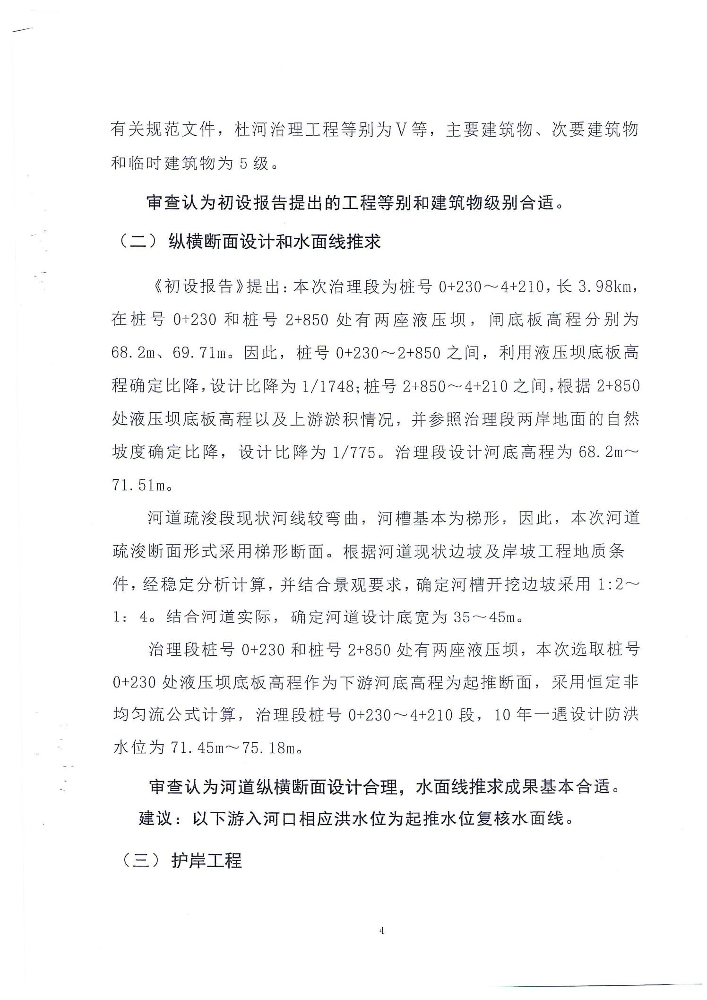 有关规范文件，杜河治理工程等别为Ⅴ等，主要建筑物、次要建筑物
和临时建筑物为 5 级。
审查认为初设报告提出的工程等别和建筑物级别合适。
（二）纵横断面设计和水面线推求
《初设报告》提出：本次治理段为桩号 0+230～4+210，长 3.98km，
在桩号 0+230 和桩号 2+850 处有两座液压坝，闸底板高程分别为
68.2m、69.71m。因此，桩号 0+230～2+850 之间，利用液压坝底板高
程确定比降，设计比降为 1/1748；桩号 2+850～4+210 之间，根据 2+850
处液压坝底板高程以及上游淤积情况，并参照治理段两岸地面的自然
坡度确定比降，设计比降为 1/775。治理段设计河底高程为 68.2m～
71.51m。
河道疏浚段现状河线较弯曲，河槽基本为梯形，因此，本次河道
疏浚断面形式采用梯形断面。根据河道现状边坡及岸坡工程地质条
件，经稳定分析计算，并结合景观要求，确定河槽开挖边坡采用 1:2～
1：4。结合河道实际，确定河道设计底宽为 35～45m。
治理段桩号 0+230 和桩号 2+850 处有两座液压坝，本次选取桩号
0+230 处液压坝底板高程作为下游河底高程为起推断面，采用恒定非
均匀流公式计算，治理段桩号 0+230～4+210 段，10 年一遇设计防洪
水位为 71.45m～75.18m。
审查认为河道纵横断面设计合理，水面线推求成果基本合适。
建议：以下游入河口相应洪水位为起推水位复核水面线。
（三）护岸工程
4